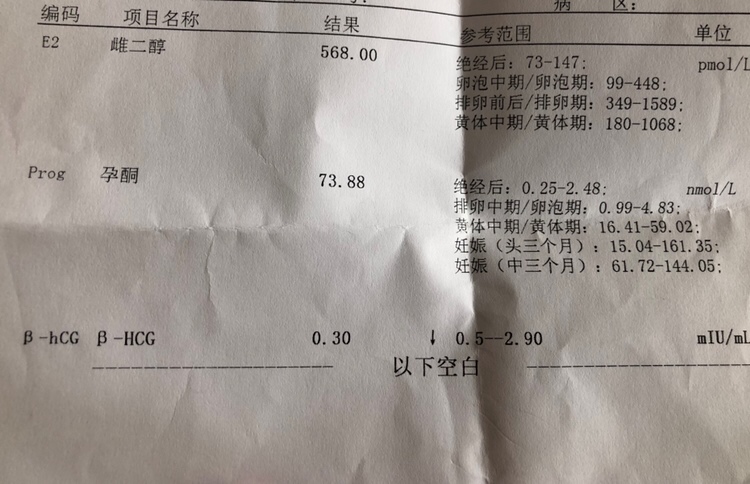 病 区:
编码 项目名称 结果 参考范围 单位
E2 雌二醇 568.00 绝经后: 73-147; pmol/L
卵泡中期/卵泡期: 99-448;
排卵前后/排卵期: 349-1589;
黄体中期/黄体期: 180-1068;
Prog 孕酮 73.88 绝经后: 0.25-2.48; nmol/L
排卵中期/卵泡期: 0.99-4.83;
黄体中期/黄体期: 16.41-59.02;
妊娠(头三个月): 15.04-161.35;
妊娠(中三个月): 61.72-144.05;
β-hCG β-HCG 0.30 ↓ 0.5--2.90 mIU/mL
以下空白